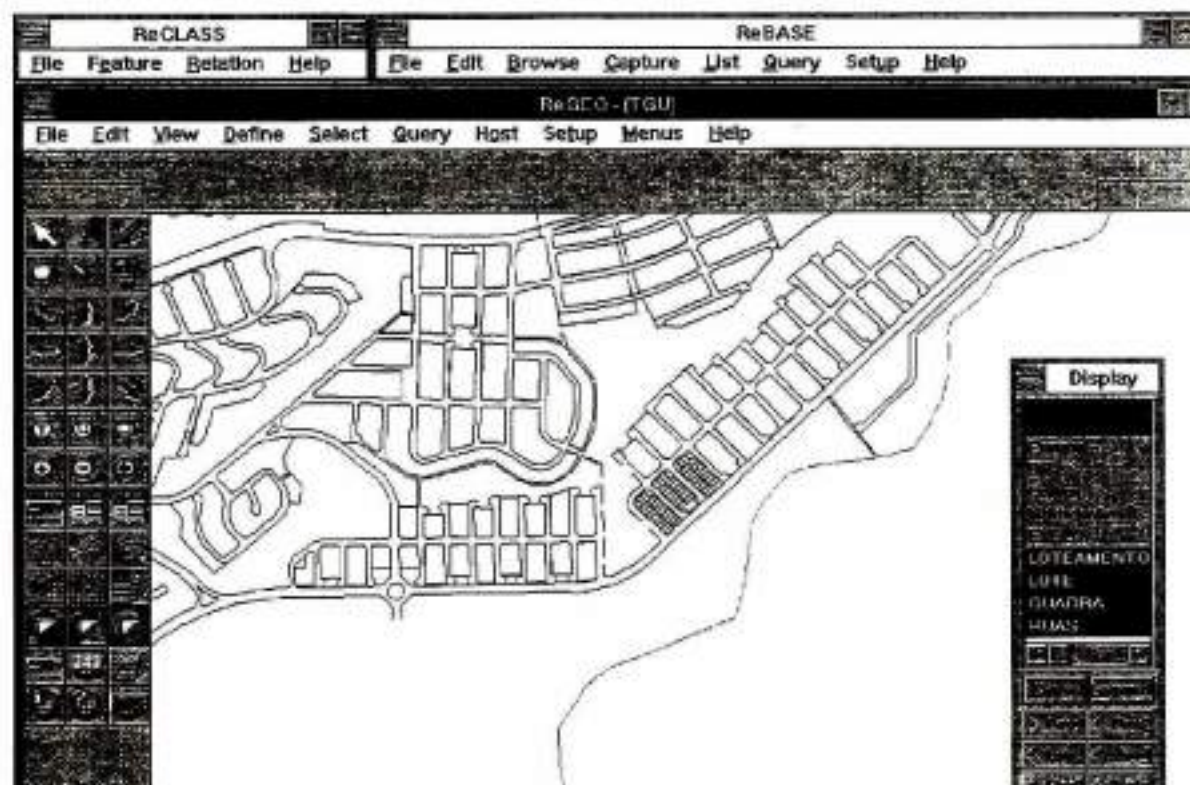 ReCLASS
File Feature Relation Help
ReBASE
File Edit Browse Capture List Query Setup Help
ReGEO - (TGU)
File Edit View Define Select Query Host Setup Menus Help
Display
LOTEAMENTO
LOTE
QUADRA
RUAS